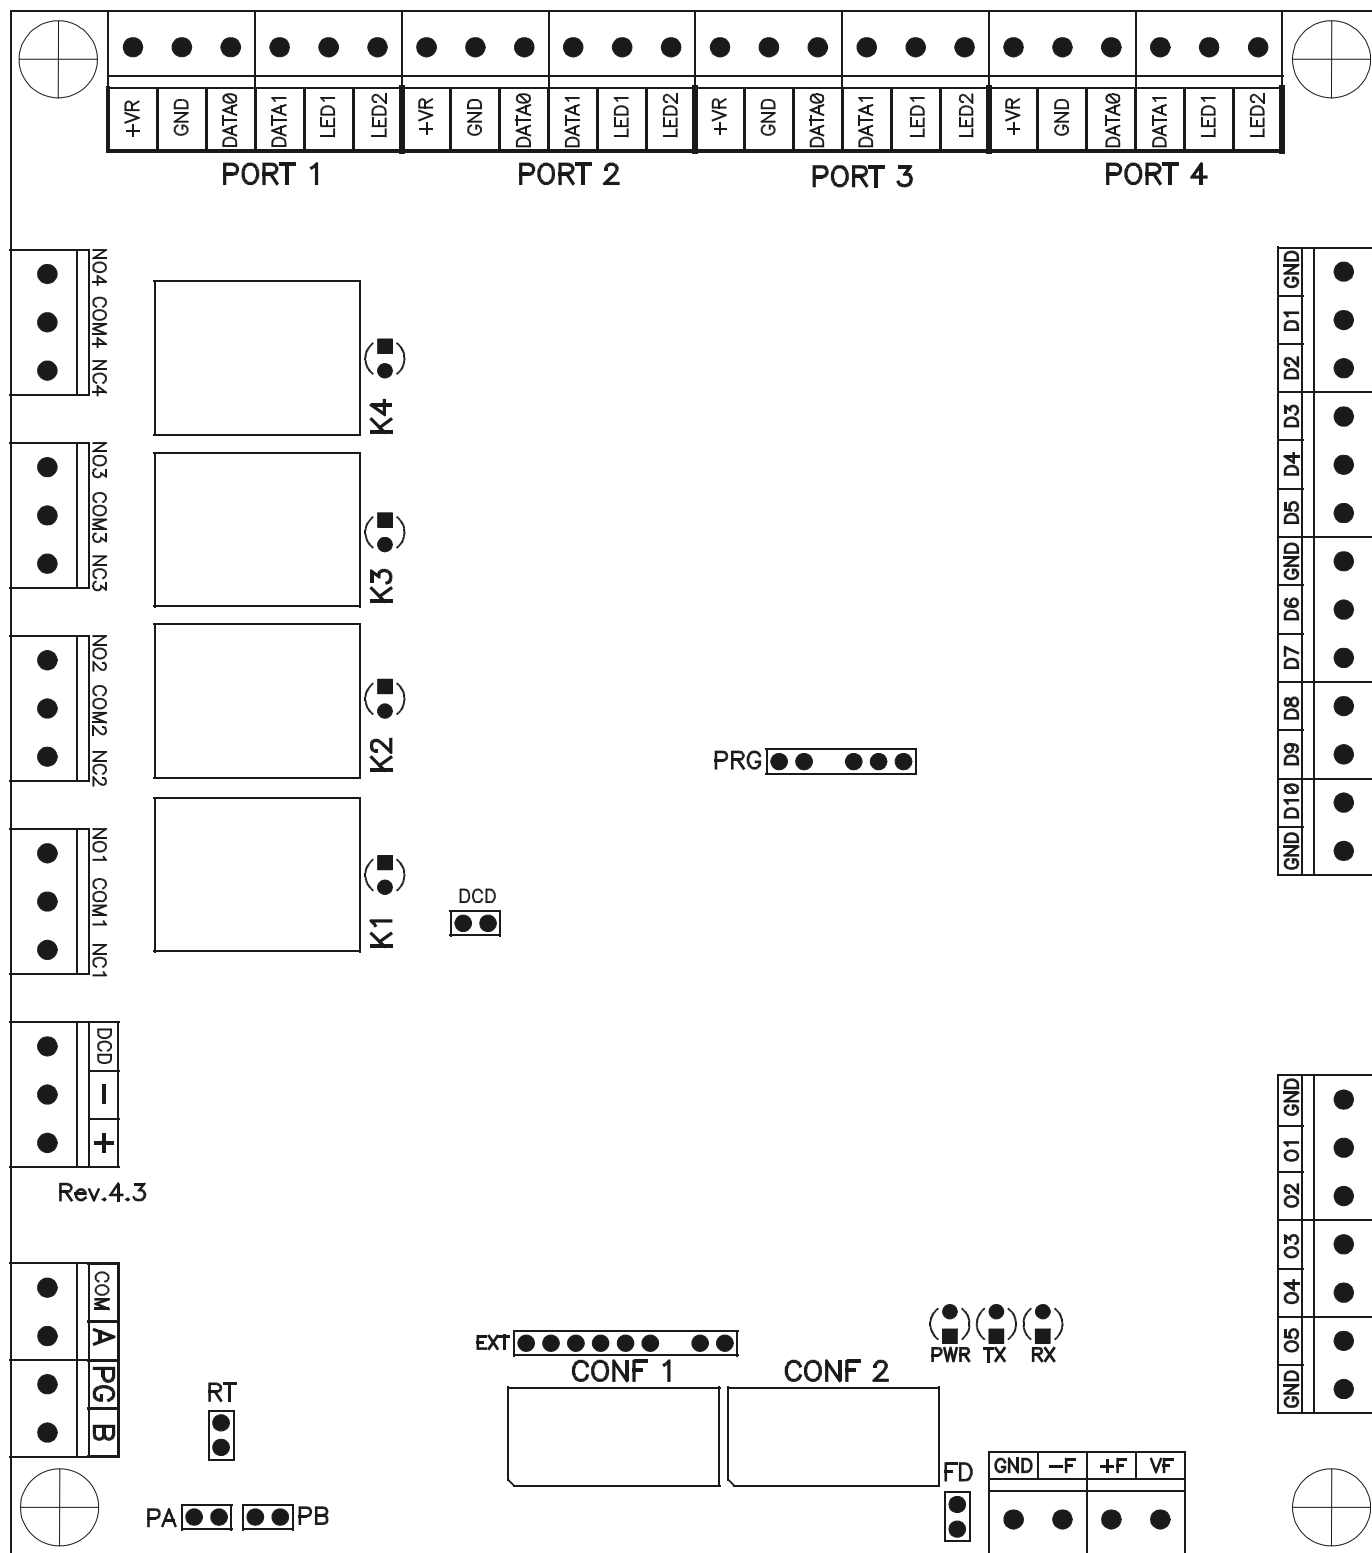 +VR GND DATA0 DATA1 LED1 LED2 +VR GND DATA0 DATA1 LED1 LED2 +VR GND DATA0 DATA1 LED1 LED2 +VR GND DATA0 DATA1 LED1 LED2
PORT 1 PORT 2 PORT 3 PORT 4
NO4 COM4 NC4
K4
NO3 COM3 NC3
K3
NO2 COM2 NC2
K2
NO1 COM1 NC1
K1
DCD
PRG
GND
D1
D2
D3
D4
D5
GND
D6
D7
D8
D9
D10
GND
DCD
-
+
Rev.4.3
COM
A
PG
B
RT
PA
PB
EXT
CONF 1 CONF 2
PWR TX RX
FD
GND -F +F VF
GND
O1
O2
O3
O4
O5
GND